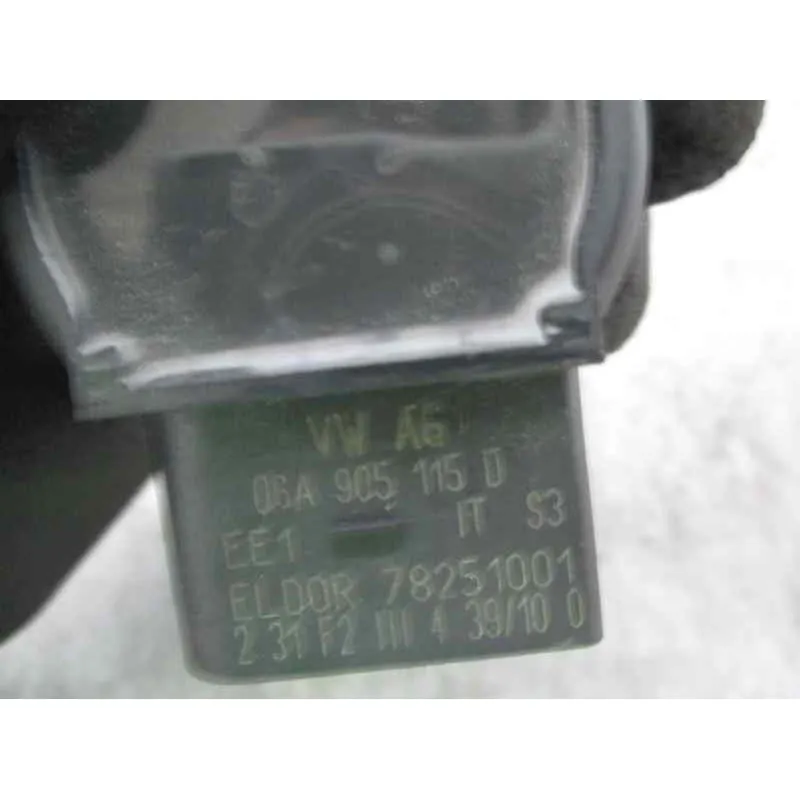 VW AG
06A 905 115 D
IT S3
EE1
ELDOR 78251001
2 31 F2 III 4 39/10 0